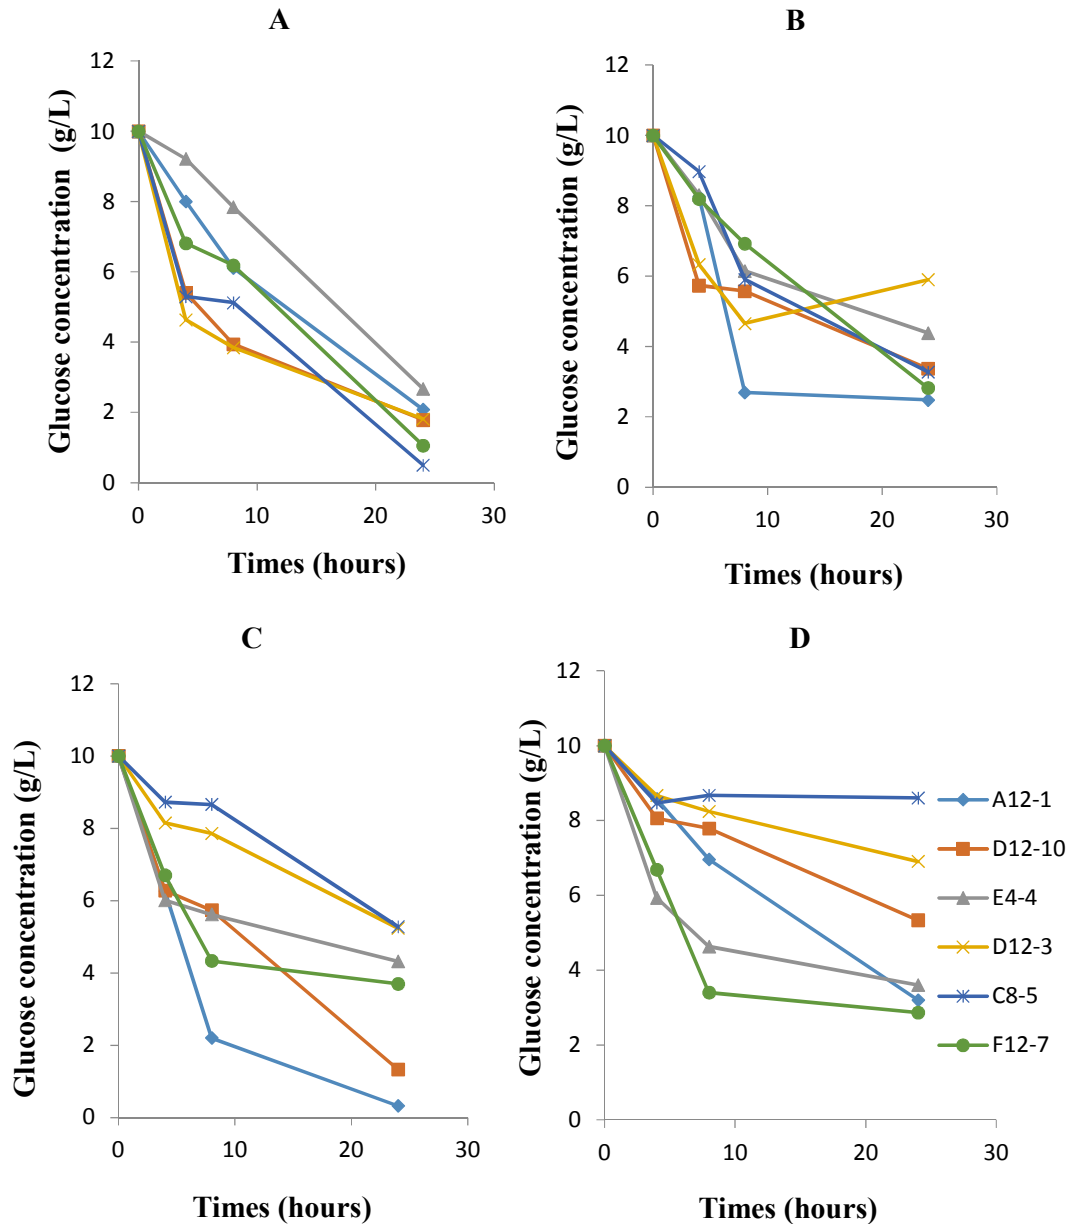 A
12
10
8
6
4
2
0
0 10 20 30
Glucose concentration (g/L)
Times (hours)
B
12
10
8
6
4
2
0
0 10 20 30
Glucose concentration (g/L)
Times (hours)
C
12
10
8
6
4
2
0
0 10 20 30
Glucose concentration (g/L)
Times (hours)
D
12
10
8
6
4
2
0
0 10 20 30
Glucose concentration (g/L)
Times (hours)
A12-1
D12-10
E4-4
D12-3
C8-5
F12-7